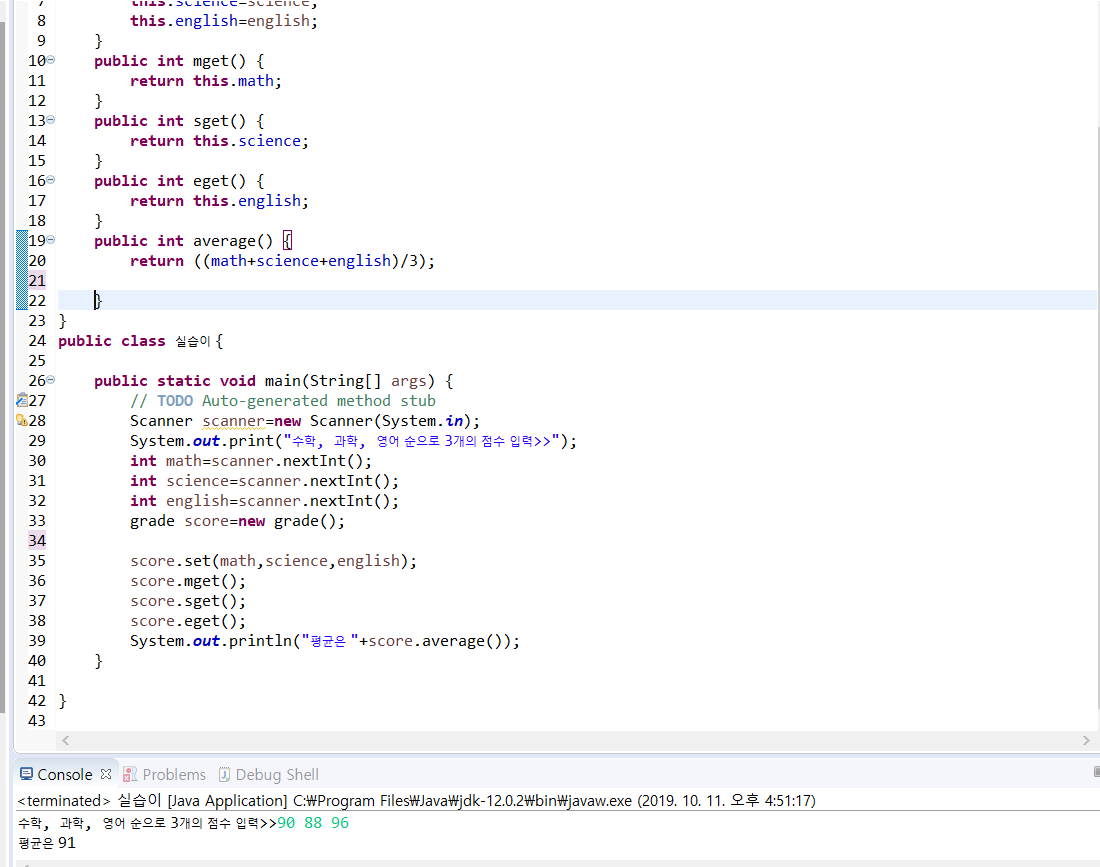 7 this.science=science;
8 this.english=english;
9 }
10 public int mget() {
11 return this.math;
12 }
13 public int sget() {
14 return this.science;
15 }
16 public int eget() {
17 return this.english;
18 }
19 public int average() {
20 return ((math+science+english)/3);
21
22 }
23 }
24 public class 실습이 {
25
26 public static void main(String[] args) {
27 // TODO Auto-generated method stub
28 Scanner scanner=new Scanner(System.in);
29 System.out.print("수학, 과학, 영어 순으로 3개의 점수 입력>>");
30 int math=scanner.nextInt();
31 int science=scanner.nextInt();
32 int english=scanner.nextInt();
33 grade score=new grade();
34
35 score.set(math,science,english);
36 score.mget();
37 score.sget();
38 score.eget();
39 System.out.println("평균은 "+score.average());
40 }
41
42 }
43
Console Problems Debug Shell
<terminated> 실습이 [Java Application] C:₩Program Files₩Java₩jdk-12.0.2₩bin₩javaw.exe (2019. 10. 11. 오후 4:51:17)
수학, 과학, 영어 순으로 3개의 점수 입력>>90 88 96
평균은 91